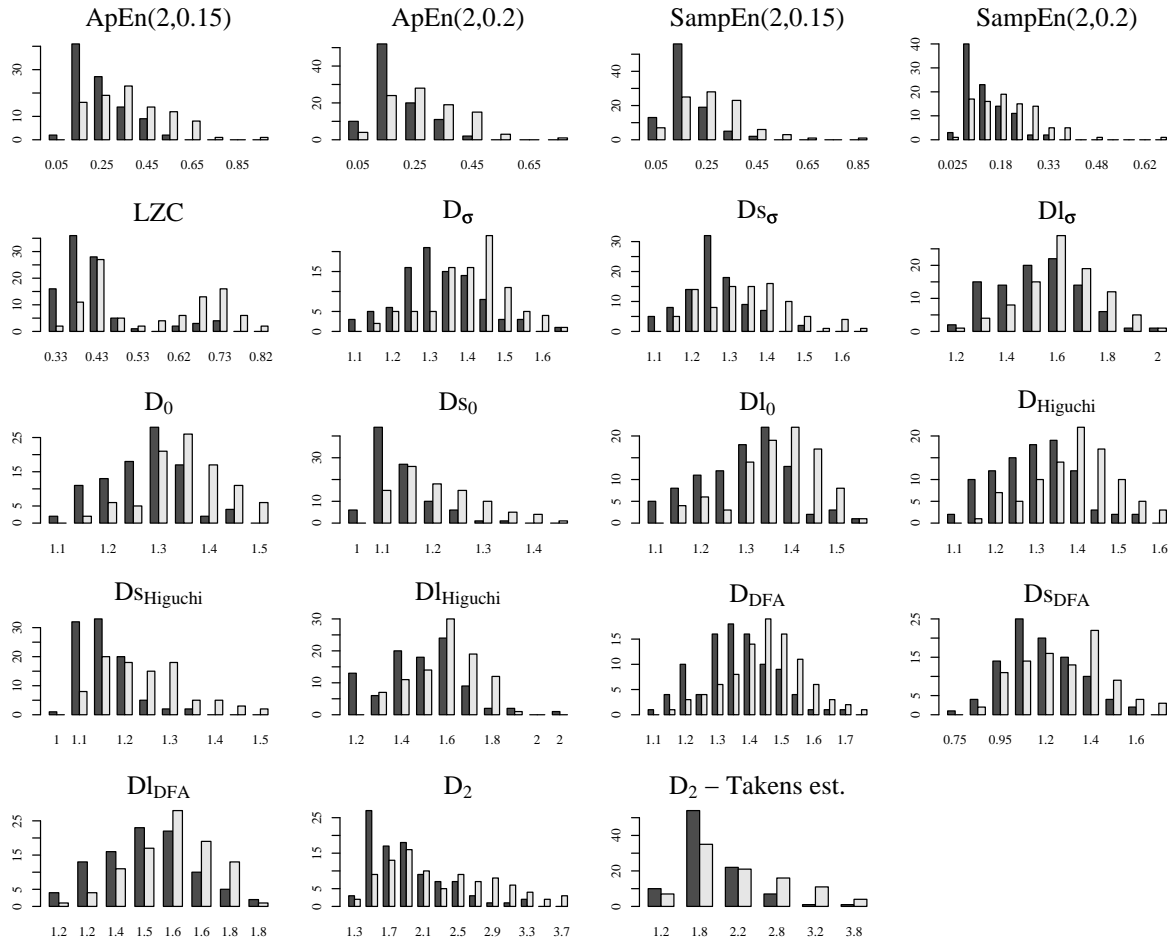 ApEn(2,0.15) ApEn(2,0.2) SampEn(2,0.15) SampEn(2,0.2)
0 10 30
0 20 40
0 20 40
0 10 20 30 40
0.05 0.25 0.45 0.65 0.85
0.05 0.25 0.45 0.65
0.05 0.25 0.45 0.65 0.85
0.025 0.18 0.33 0.48 0.62
LZC Dσ Dsσ Dlσ
0 10 20 30
0 5 15
0 10 20 30
0 10 20
0.33 0.43 0.53 0.62 0.73 0.82
1.1 1.2 1.3 1.4 1.5 1.6
1.1 1.2 1.3 1.4 1.5 1.6
1.2 1.4 1.6 1.8 2
D0 Ds0 Dl0 DHiguchi
0 5 15 25
0 20 40
0 5 10 20
0 5 10 20
1.1 1.2 1.3 1.4 1.5
1 1.1 1.2 1.3 1.4
1.1 1.2 1.3 1.4 1.5
1.1 1.2 1.3 1.4 1.5 1.6
DsHiguchi DlHiguchi DDFA DsDFA
0 10 20 30
0 10 20 30
0 5 10 15
0 5 15 25
1 1.1 1.2 1.3 1.4 1.5
1.2 1.4 1.6 1.8 2 2
1.1 1.2 1.3 1.4 1.5 1.6 1.7
0.75 0.95 1.2 1.4 1.6
DlDFA D2 D2 – Takens est.
0 5 15 25
0 5 15 25
0 20 40
1.2 1.2 1.4 1.5 1.6 1.6 1.8 1.8
1.3 1.7 2.1 2.5 2.9 3.3 3.7
1.2 1.8 2.2 2.8 3.2 3.8